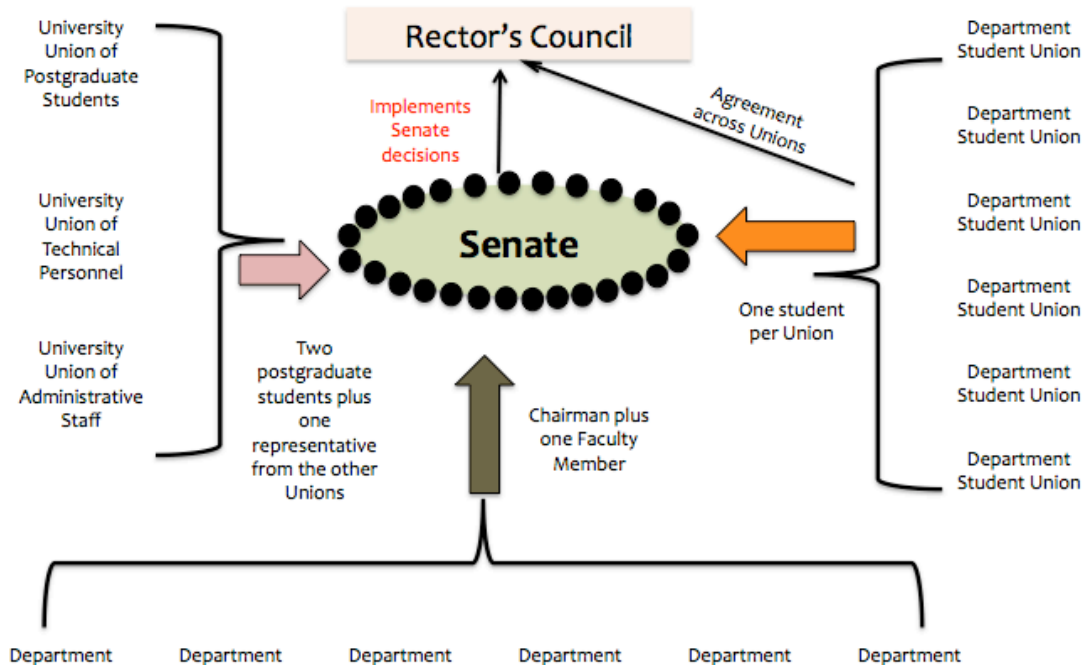 University
Union of
Postgraduate
Students
Rector's Council
Department
Student Union
Implements
Senate
decisions
Agreement
across Unions
Department
Student Union
University
Union of
Technical
Personnel
Senate
Department
Student Union
One student
per Union
Department
Student Union
University
Union of
Administrative
Staff
Two
postgraduate
students plus
one
representative
from the other
Unions
Chairman plus
one Faculty
Member
Department
Student Union
Department
Student Union
Department
Department
Department
Department
Department
Department